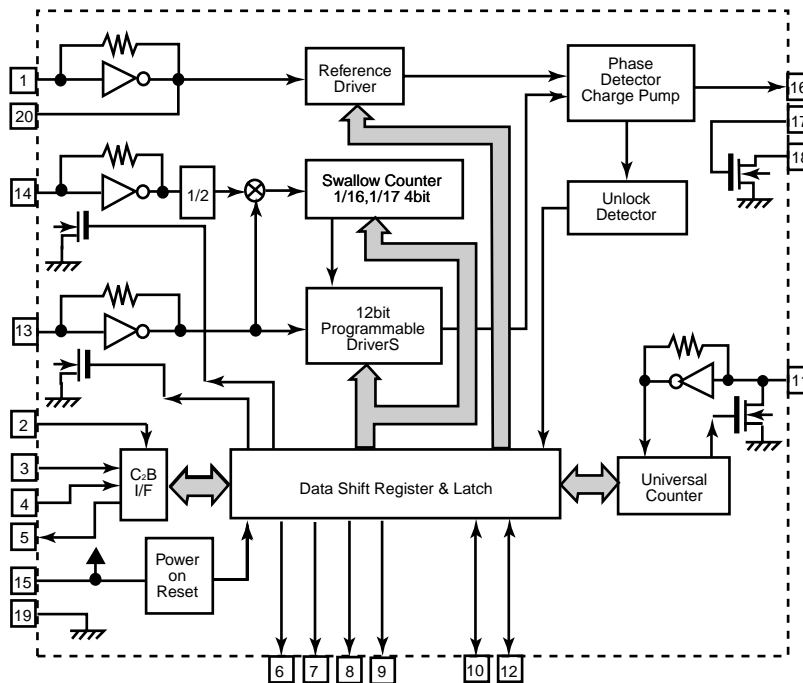 1
Reference
Driver
Phase
Detector
Charge Pump
16
17
20
18
14
1/2
Swallow Counter
1/16,1/17 4bit
Unlock
Detector
13
12bit
Programmable
DriverS
11
2
3
C2B
I/F
4
5
Data Shift Register & Latch
Universal
Counter
15
Power
on
Reset
19
6
7
8
9
10
12